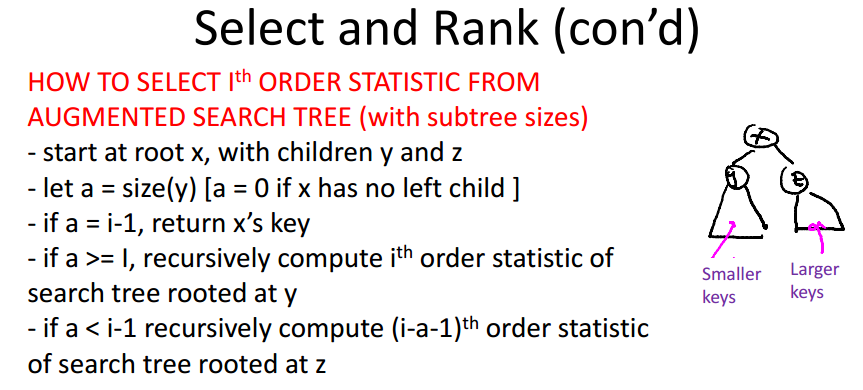 Select and Rank (con’d)
HOW TO SELECT Ith ORDER STATISTIC FROM
AUGMENTED SEARCH TREE (with subtree sizes)
- start at root x, with children y and z
- let a = size(y) [a = 0 if x has no left child ]
- if a = i-1, return x’s key
- if a >= I, recursively compute ith order statistic of
search tree rooted at y
- if a < i-1 recursively compute (i-a-1)th order statistic
of search tree rooted at z
x
y
z
Smaller
keys
Larger
keys